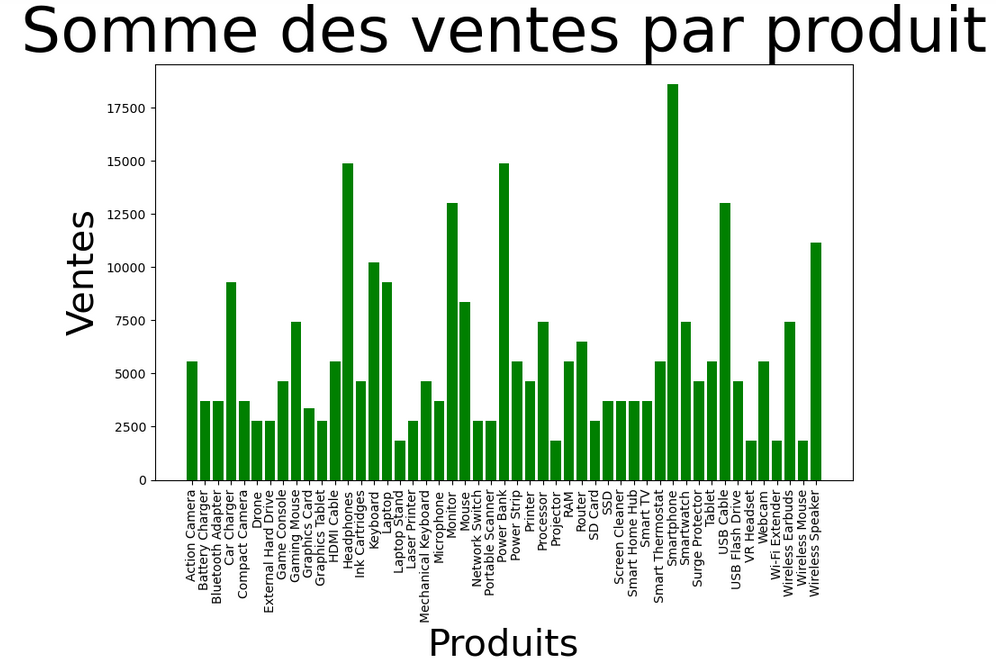 Somme des ventes par produit
Ventes
17500
15000
12500
10000
7500
5000
2500
0
Action Camera
Battery Charger
Bluetooth Adapter
Car Charger
Compact Camera
Drone
External Hard Drive
Game Console
Gaming Mouse
Graphics Card
Graphics Tablet
HDMI Cable
Headphones
Ink Cartridges
Keyboard
Laptop
Laptop Stand
Laser Printer
Mechanical Keyboard
Microphone
Monitor
Mouse
Network Switch
Portable Scanner
Power Bank
Power Strip
Printer
Processor
Projector
RAM
Router
SD Card
SSD
Screen Cleaner
Smart Home Hub
Smart TV
Smart Thermostat
Smartphone
Smartwatch
Surge Protector
Tablet
USB Cable
USB Flash Drive
VR Headset
Webcam
Wi-Fi Extender
Wireless Earbuds
Wireless Mouse
Wireless Speaker
Produits